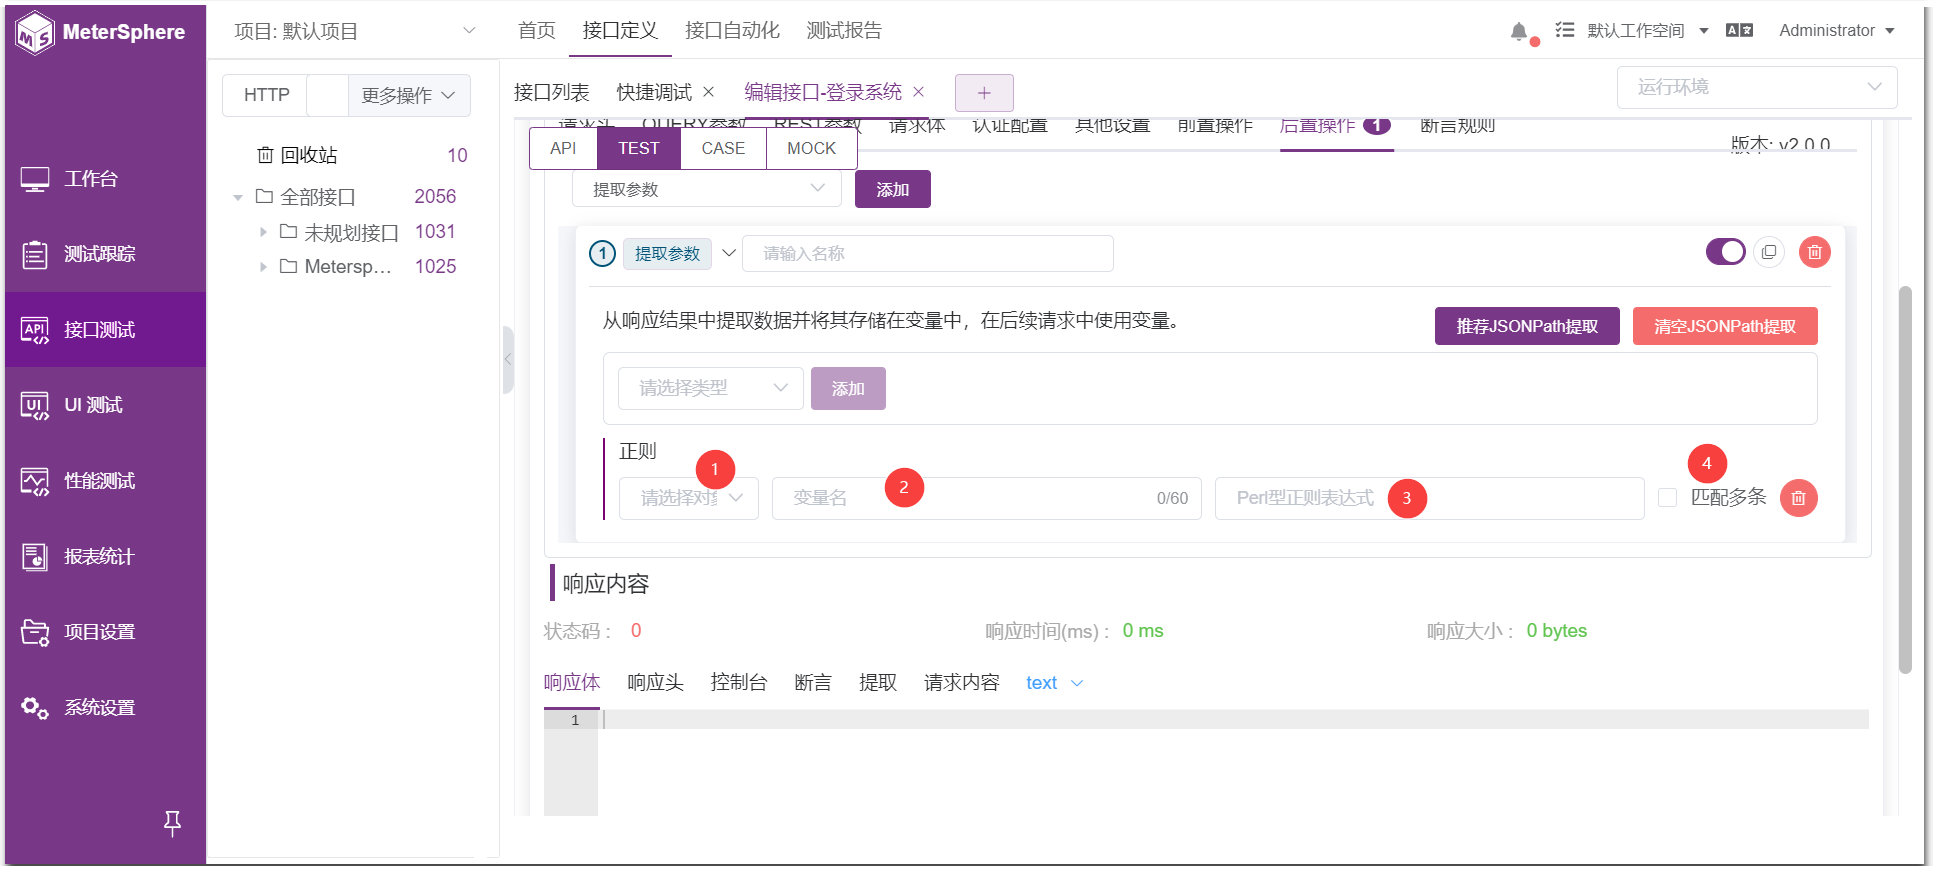 MeterSphere
项目: 默认项目
首页 接口定义 接口自动化 测试报告
默认工作空间
Administrator
工作台
测试跟踪
API 接口测试
UI 测试
性能测试
报表统计
项目设置
系统设置
HTTP 更多操作
回收站 10
全部接口 2056
未规划接口 1031
Metersp... 1025
接口列表 快捷调试 编辑接口-登录系统 +
运行环境
请求头 QUERY参数 REST参数 请求体 认证配置 其他设置 前置操作 后置操作 1 断言规则
API TEST CASE MOCK
版本: v2.0.0
提取参数 添加
1 提取参数 请输入名称
从响应结果中提取数据并将其存储在变量中，在后续请求中使用变量。
推荐JSONPath提取 清空JSONPath提取
请选择类型 添加
正则
1 2 3 4
请选择对象 变量名 0/60 Perl型正则表达式 匹配多条
响应内容
状态码 : 0 响应时间(ms) : 0 ms 响应大小 : 0 bytes
响应体 响应头 控制台 断言 提取 请求内容 text
1